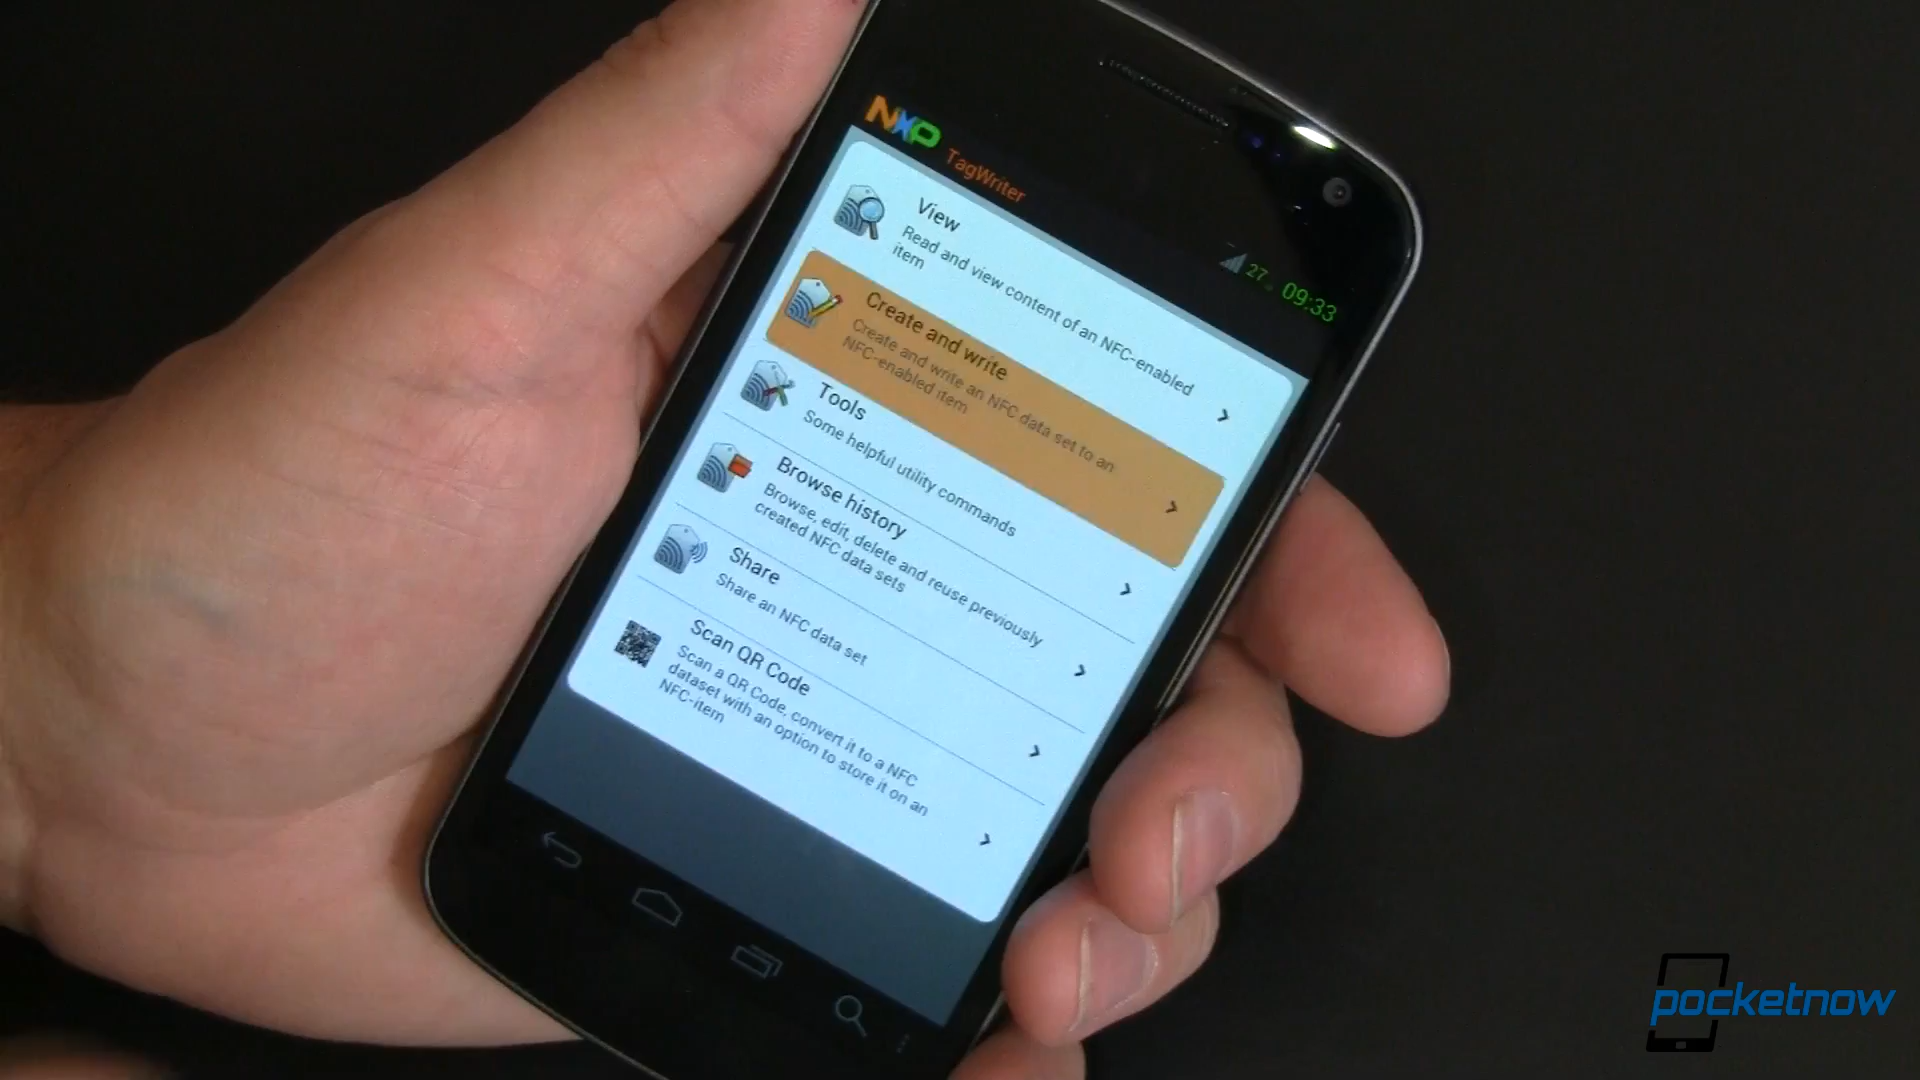 NXP
TagWriter
27
09:33
View
Read and view content of an NFC-enabled
item
Create and write
Create and write an NFC data set to an
NFC-enabled item
Tools
Some helpful utility commands
Browse history
Browse, edit, delete and reuse previously
created NFC data sets
Share
Share an NFC data set
Scan QR Code
Scan a QR Code, convert it to a NFC
dataset with an option to store it on an
NFC-item
pocketnow